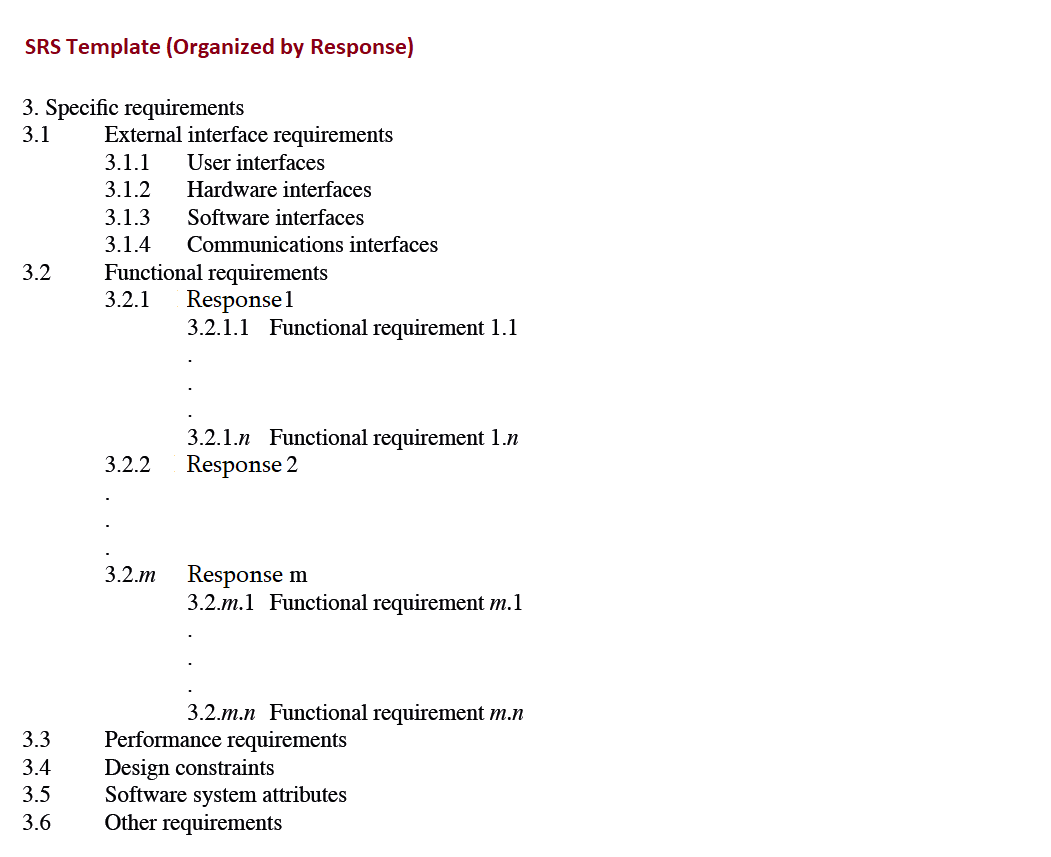 SRS Template (Organized by Response)
3. Specific requirements
3.1 External interface requirements
3.1.1 User interfaces
3.1.2 Hardware interfaces
3.1.3 Software interfaces
3.1.4 Communications interfaces
3.2 Functional requirements
3.2.1 Response 1
3.2.1.1 Functional requirement 1.1
.
.
.
3.2.1.n Functional requirement 1.n
3.2.2 Response 2
.
.
.
3.2.m Response m
3.2.m.1 Functional requirement m.1
.
.
.
3.2.m.n Functional requirement m.n
3.3 Performance requirements
3.4 Design constraints
3.5 Software system attributes
3.6 Other requirements